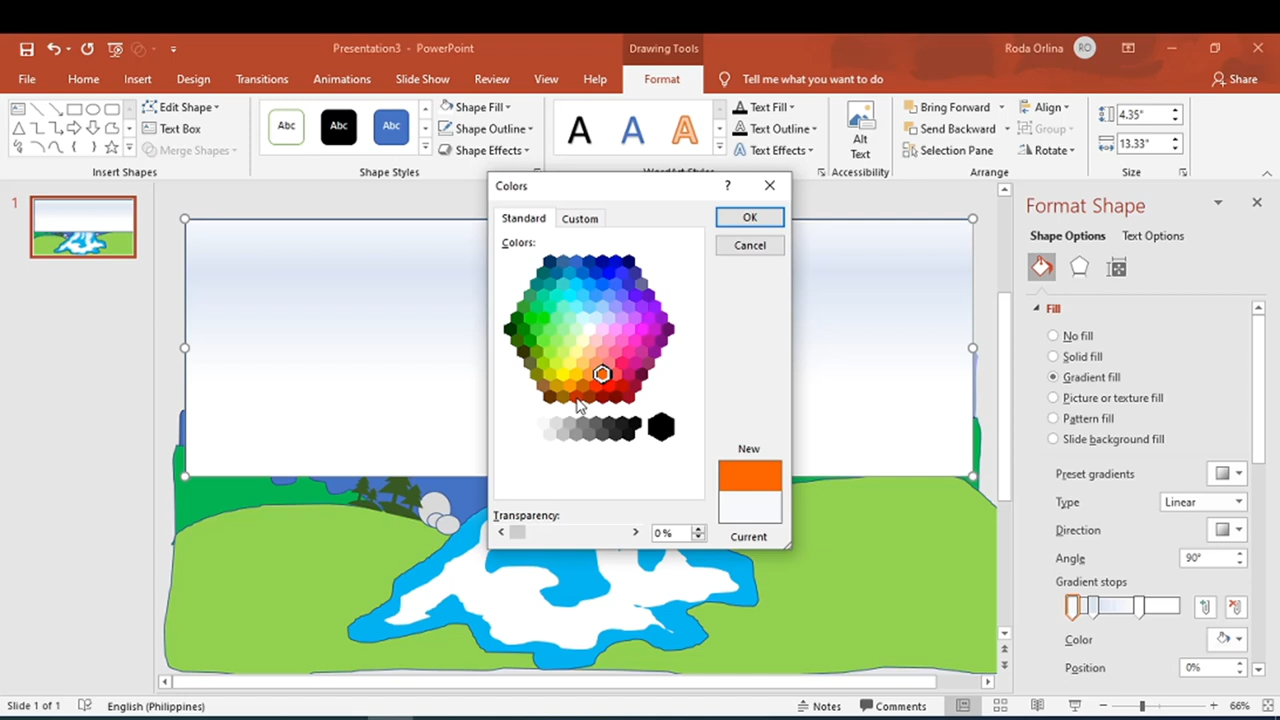 Presentation3 - PowerPoint
Drawing Tools
Roda Orlina
RO
File
Home
Insert
Design
Transitions
Animations
Slide Show
Review
View
Help
Format
Tell me what you want to do
Share
Edit Shape
Text Box
Merge Shapes
Insert Shapes
Abc
Abc
Abc
Shape Fill
Shape Outline
Shape Effects
Shape Styles
A
A
A
Text Fill
Text Outline
Text Effects
Alt
Text
Accessibility
Bring Forward
Send Backward
Selection Pane
Align
Group
Rotate
Arrange
4.35"
13.33"
Size
1
Colors
?
Standard
Custom
OK
Colors:
Cancel
New
Transparency:
0 %
Current
Format Shape
Shape Options
Text Options
Fill
No fill
Solid fill
Gradient fill
Picture or texture fill
Pattern fill
Slide background fill
Preset gradients
Type
Linear
Direction
Angle
90°
Gradient stops
Color
Position
0%
Slide 1 of 1
English (Philippines)
Notes
Comments
66%